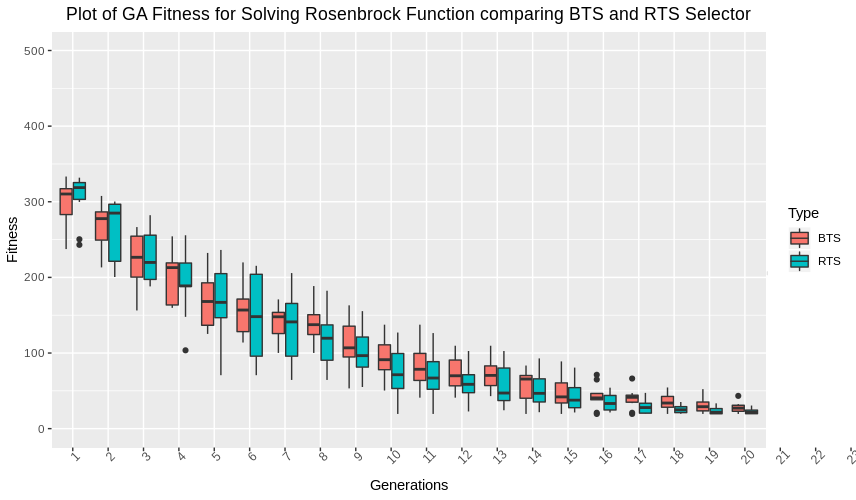 Plot of GA Fitness for Solving Rosenbrock Function comparing BTS and RTS Selector
500
400
300
200
100
0
Fitness
1 2 3 4 5 6 7 8 9 10 11 12 13 14 15 16 17 18 19 20 21 22
Generations
Type
BTS
RTS